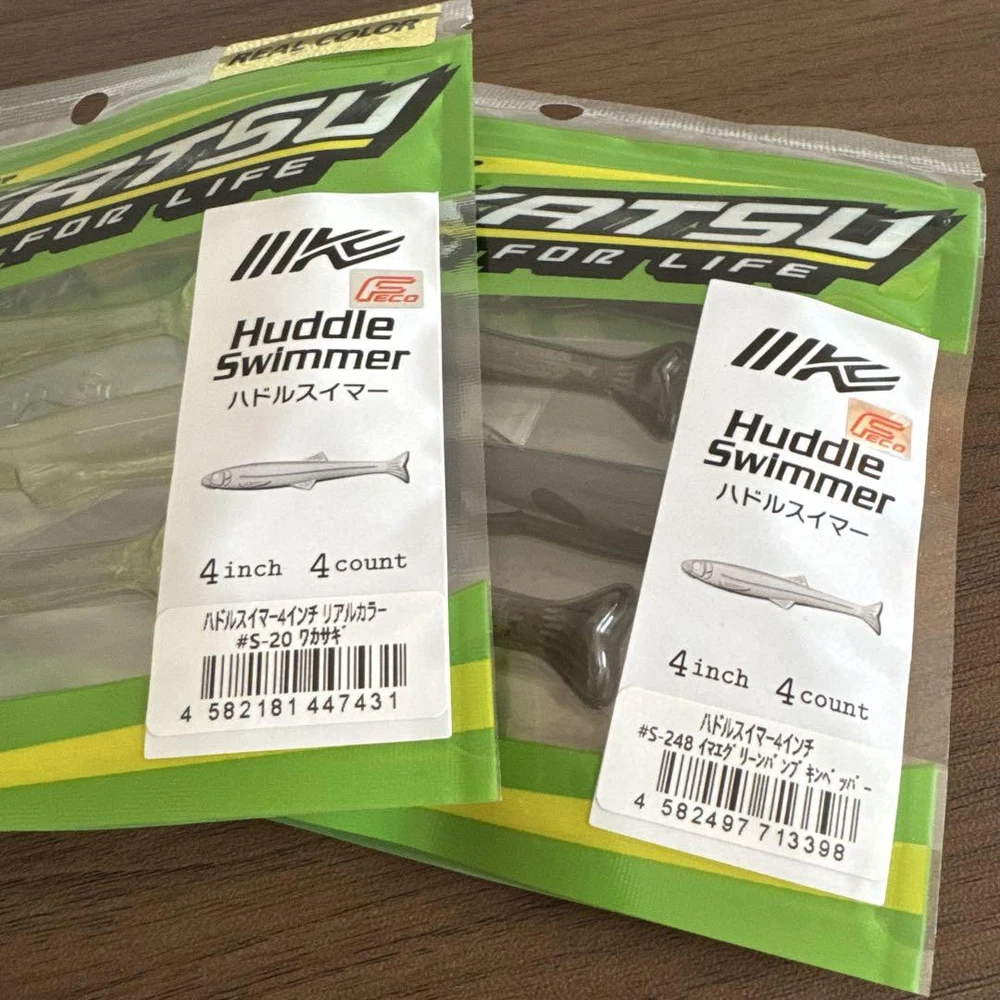 REAL COLOR
KATSU
FOR LIFE
IK
Feco
Huddle
Swimmer
ハドルスイマー
4inch 4count
ハドルスイマー4インチ リアルカラー
#S-20 ワカサギ
4 582181 447431
KATSU
FOR LIFE
IK
Feco
Huddle
Swimmer
ハドルスイマー
4inch 4count
ハドルスイマー4インチ
#S-248 イマエグリーンパンプキンペッパー
4 582497 713398